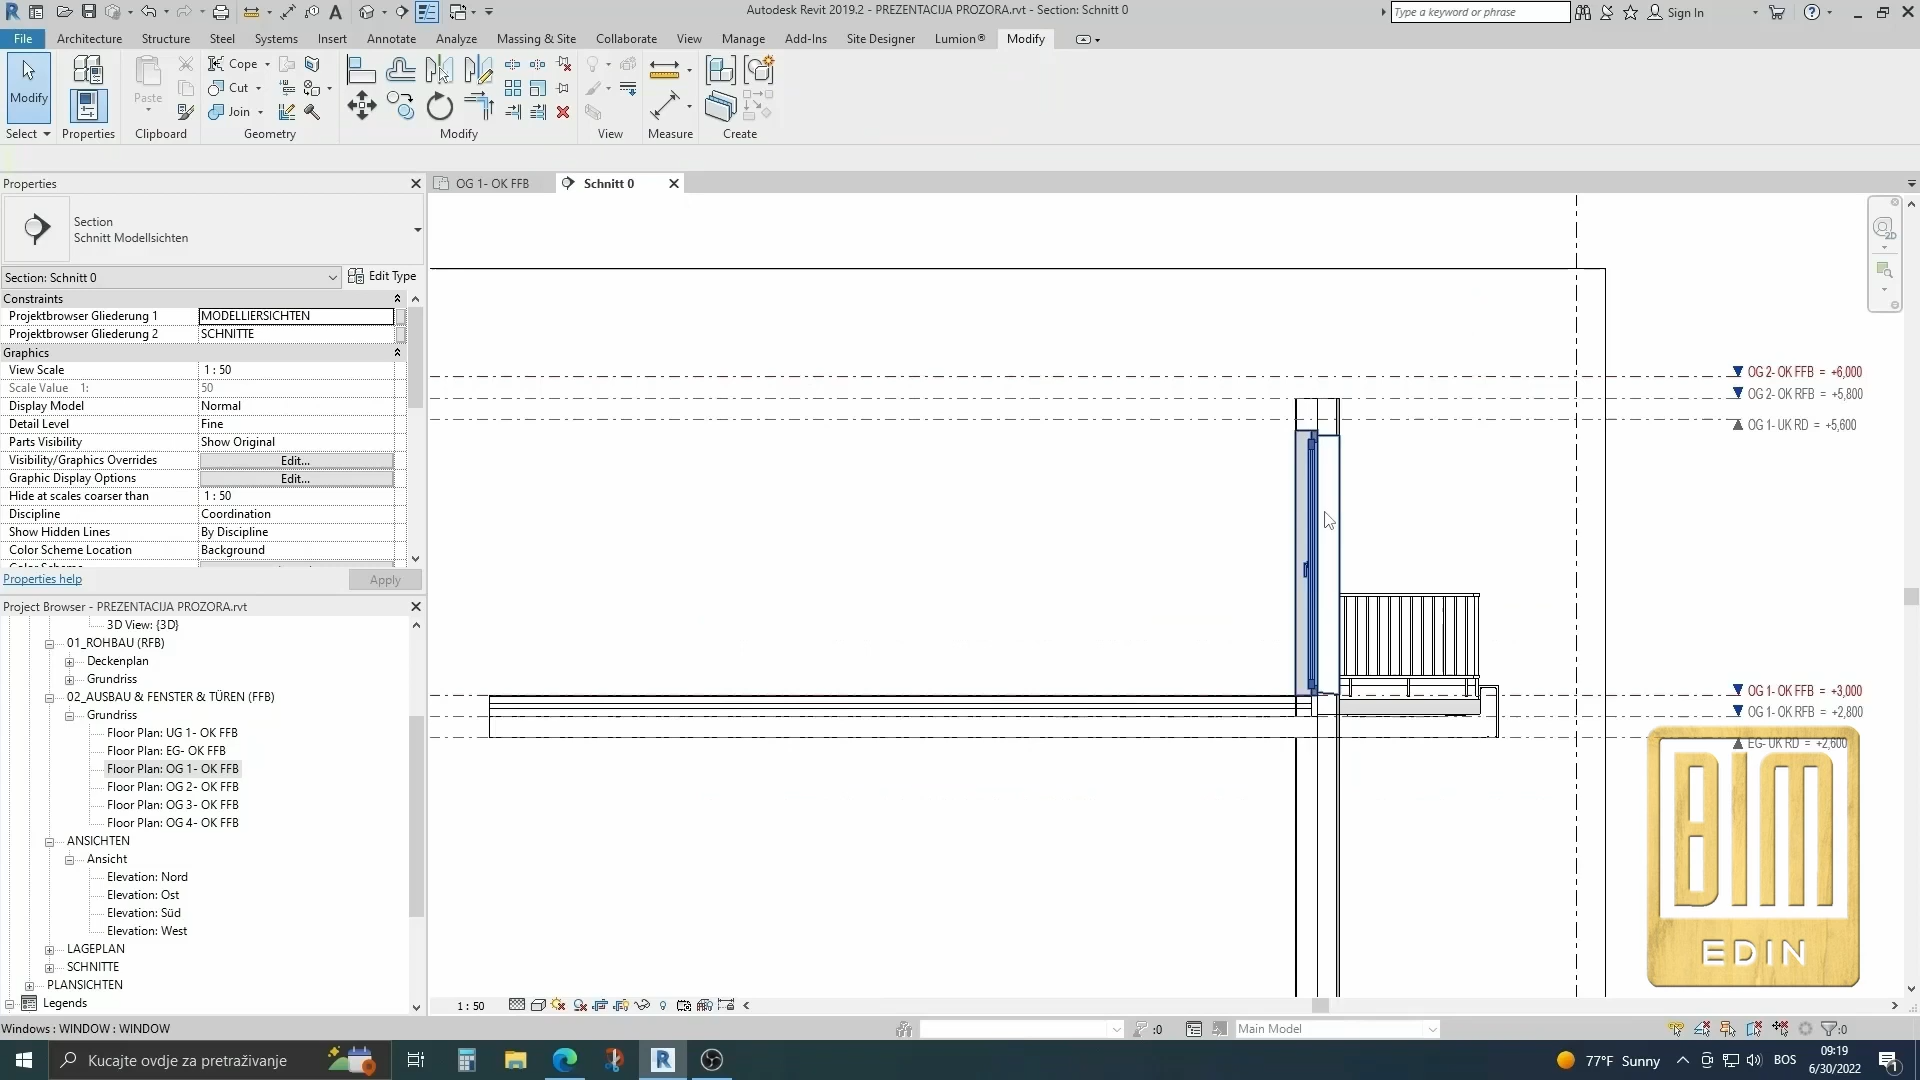 Autodesk Revit 2019.2 - PREZENTACIJA PROZORA.rvt - Section: Schnitt 0
Type a keyword or phrase
Sign In
File Architecture Structure Steel Systems Insert Annotate Analyze Massing & Site Collaborate View Manage Add-Ins Site Designer Lumion® Modify
Modify
Paste
Cope
Cut
Join
Select Properties Clipboard Geometry Modify View Measure Create
Properties
OG 1- OK FFB
Schnitt 0
Section
Schnitt Modellsichten
Section: Schnitt 0
Edit Type
Constraints
Projektbrowser Gliederung 1 MODELLIERSICHTEN
Projektbrowser Gliederung 2 SCHNITTE
Graphics
View Scale 1 : 50
Scale Value 1: 50
Display Model Normal
Detail Level Fine
Parts Visibility Show Original
Visibility/Graphics Overrides Edit...
Graphic Display Options Edit...
Hide at scales coarser than 1 : 50
Discipline Coordination
Show Hidden Lines By Discipline
Color Scheme Location Background
Properties help
Apply
Project Browser - PREZENTACIJA PROZORA.rvt
3D View: {3D}
01_ROHBAU (RFB)
Deckenplan
Grundriss
02_AUSBAU & FENSTER & TÜREN (FFB)
Grundriss
Floor Plan: UG 1- OK FFB
Floor Plan: EG- OK FFB
Floor Plan: OG 1- OK FFB
Floor Plan: OG 2- OK FFB
Floor Plan: OG 3- OK FFB
Floor Plan: OG 4- OK FFB
ANSICHTEN
Ansicht
Elevation: Nord
Elevation: Ost
Elevation: Süd
Elevation: West
LAGEPLAN
SCHNITTE
PLANSICHTEN
Legends
OG 2- OK FFB = +6,000
OG 2- OK RFB = +5,800
OG 1- UK RD = +5,600
OG 1- OK FFB = +3,000
OG 1- OK RFB = +2,800
EG- UK RD = +2,600
BIM
EDIN
1 : 50
Windows : WINDOW : WINDOW
:0
Main Model
:0
Kucajte ovdje za pretraživanje
77°F Sunny
BOS
09:19
6/30/2022
1